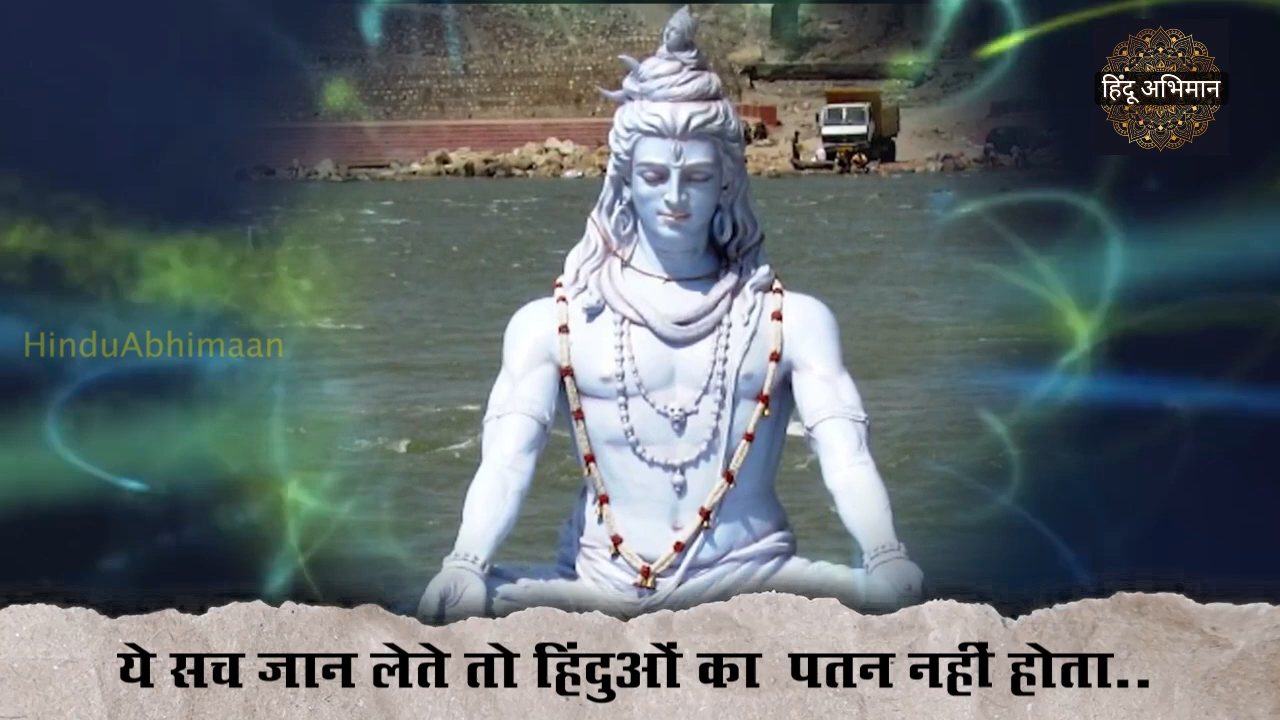 हिंदू अभिमान
HinduAbhimaan
ये सच जान लेते तो हिंदुओं का पतन नहीं होता..